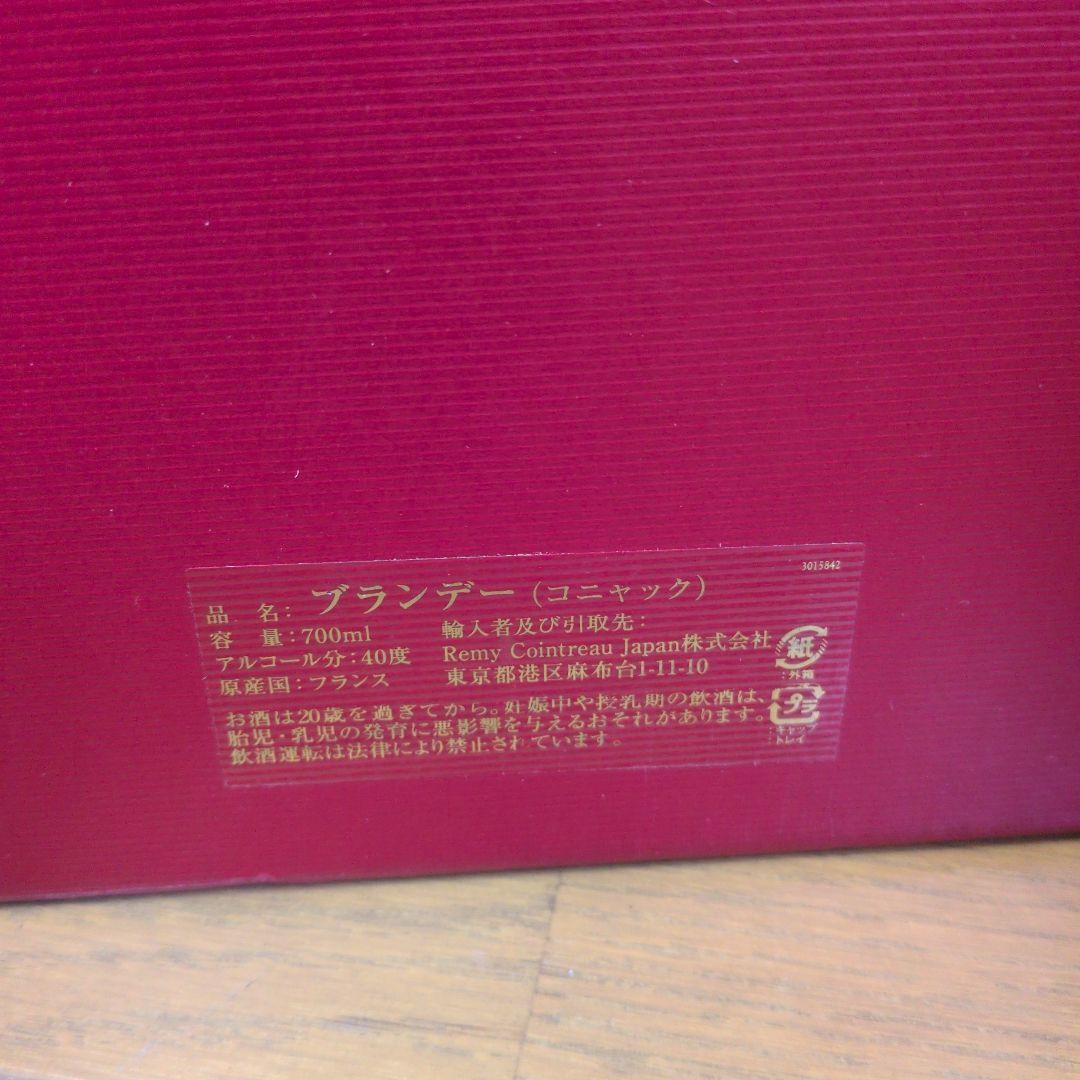 3015842
品　名: ブランデー (コニャック)
容　量:700ml
アルコール分:40度
原産国:フランス
輸入者及び引取先:
Remy Cointreau Japan株式会社
東京都港区麻布台1-11-10
お酒は20歳を過ぎてから。妊娠中や授乳期の飲酒は、
胎児・乳児の発育に悪影響を与えるおそれがあります。
飲酒運転は法律により禁止されています。
紙
:外箱
プラ
:キャップ
トレイ